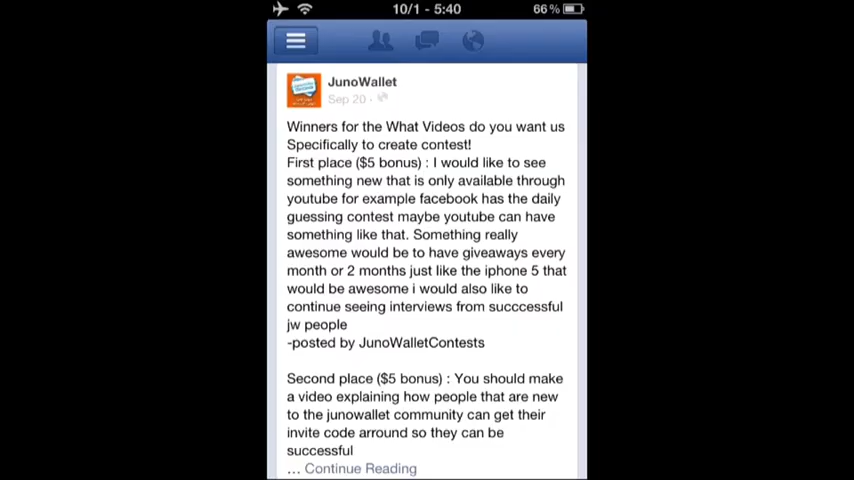 10/1 - 5:40
66 %
JunoWallet
Sep 20 ·
Winners for the What Videos do you want us
Specifically to create contest!
First place ($5 bonus) : I would like to see
something new that is only available through
youtube for example facebook has the daily
guessing contest maybe youtube can have
something like that. Something really
awesome would be to have giveaways every
month or 2 months just like the iphone 5 that
would be awesome i would also like to
continue seeing interviews from succcessful
jw people
-posted by JunoWalletContests
Second place ($5 bonus) : You should make
a video explaining how people that are new
to the junowallet community can get their
invite code arround so they can be
successful
... Continue Reading